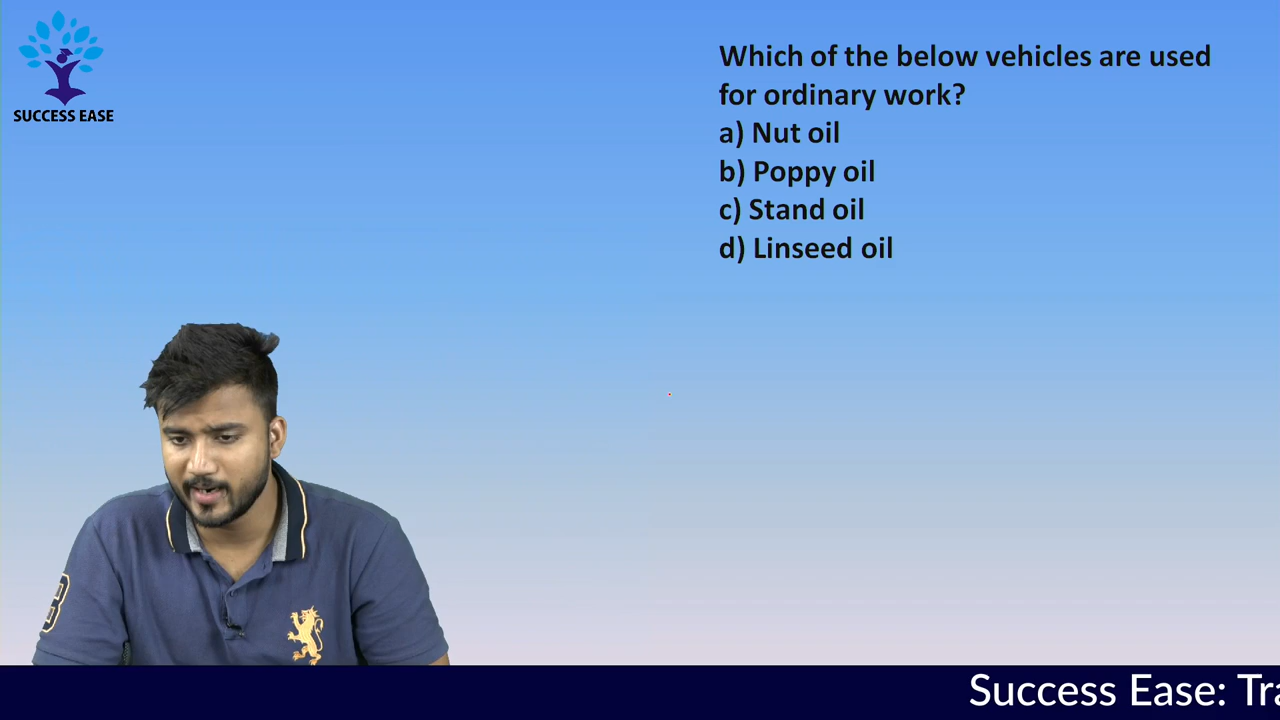 SUCCESS EASE
Which of the below vehicles are used
for ordinary work?
a) Nut oil
b) Poppy oil
c) Stand oil
d) Linseed oil
Success Ease: Tra